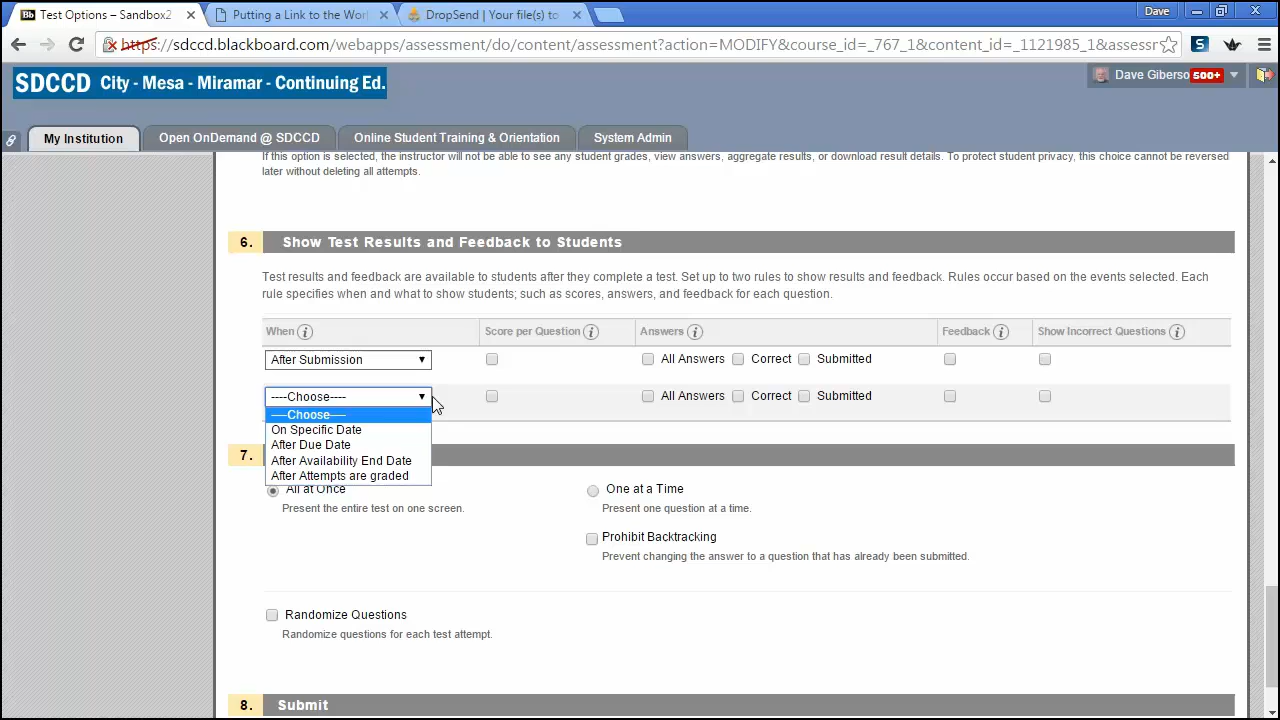 Test Options – Sandbox2
Putting a Link to the Wor
DropSend | Your file(s) to
Dave
https://sdccd.blackboard.com/webapps/assessment/do/content/assessment?action=MODIFY&course_id=_767_1&content_id=_1121985_1&assessm
SDCCD City - Mesa - Miramar - Continuing Ed.
Dave Giberso 500+
My Institution
Open OnDemand @ SDCCD
Online Student Training & Orientation
System Admin
If this option is selected, the instructor will not be able to see any student grades, view answers, aggregate results, or download result details. To protect student privacy, this choice cannot be reversed
later without deleting all attempts.
6. Show Test Results and Feedback to Students
Test results and feedback are available to students after they complete a test. Set up to two rules to show results and feedback. Rules occur based on the events selected. Each
rule specifies when and what to show students; such as scores, answers, and feedback for each question.
When Score per Question Answers Feedback Show Incorrect Questions
After Submission All Answers Correct Submitted
----Choose---- All Answers Correct Submitted
----Choose----
On Specific Date
After Due Date
After Availability End Date
After Attempts are graded
7.
All at Once
Present the entire test on one screen.
One at a Time
Present one question at a time.
Prohibit Backtracking
Prevent changing the answer to a question that has already been submitted.
Randomize Questions
Randomize questions for each test attempt.
8. Submit